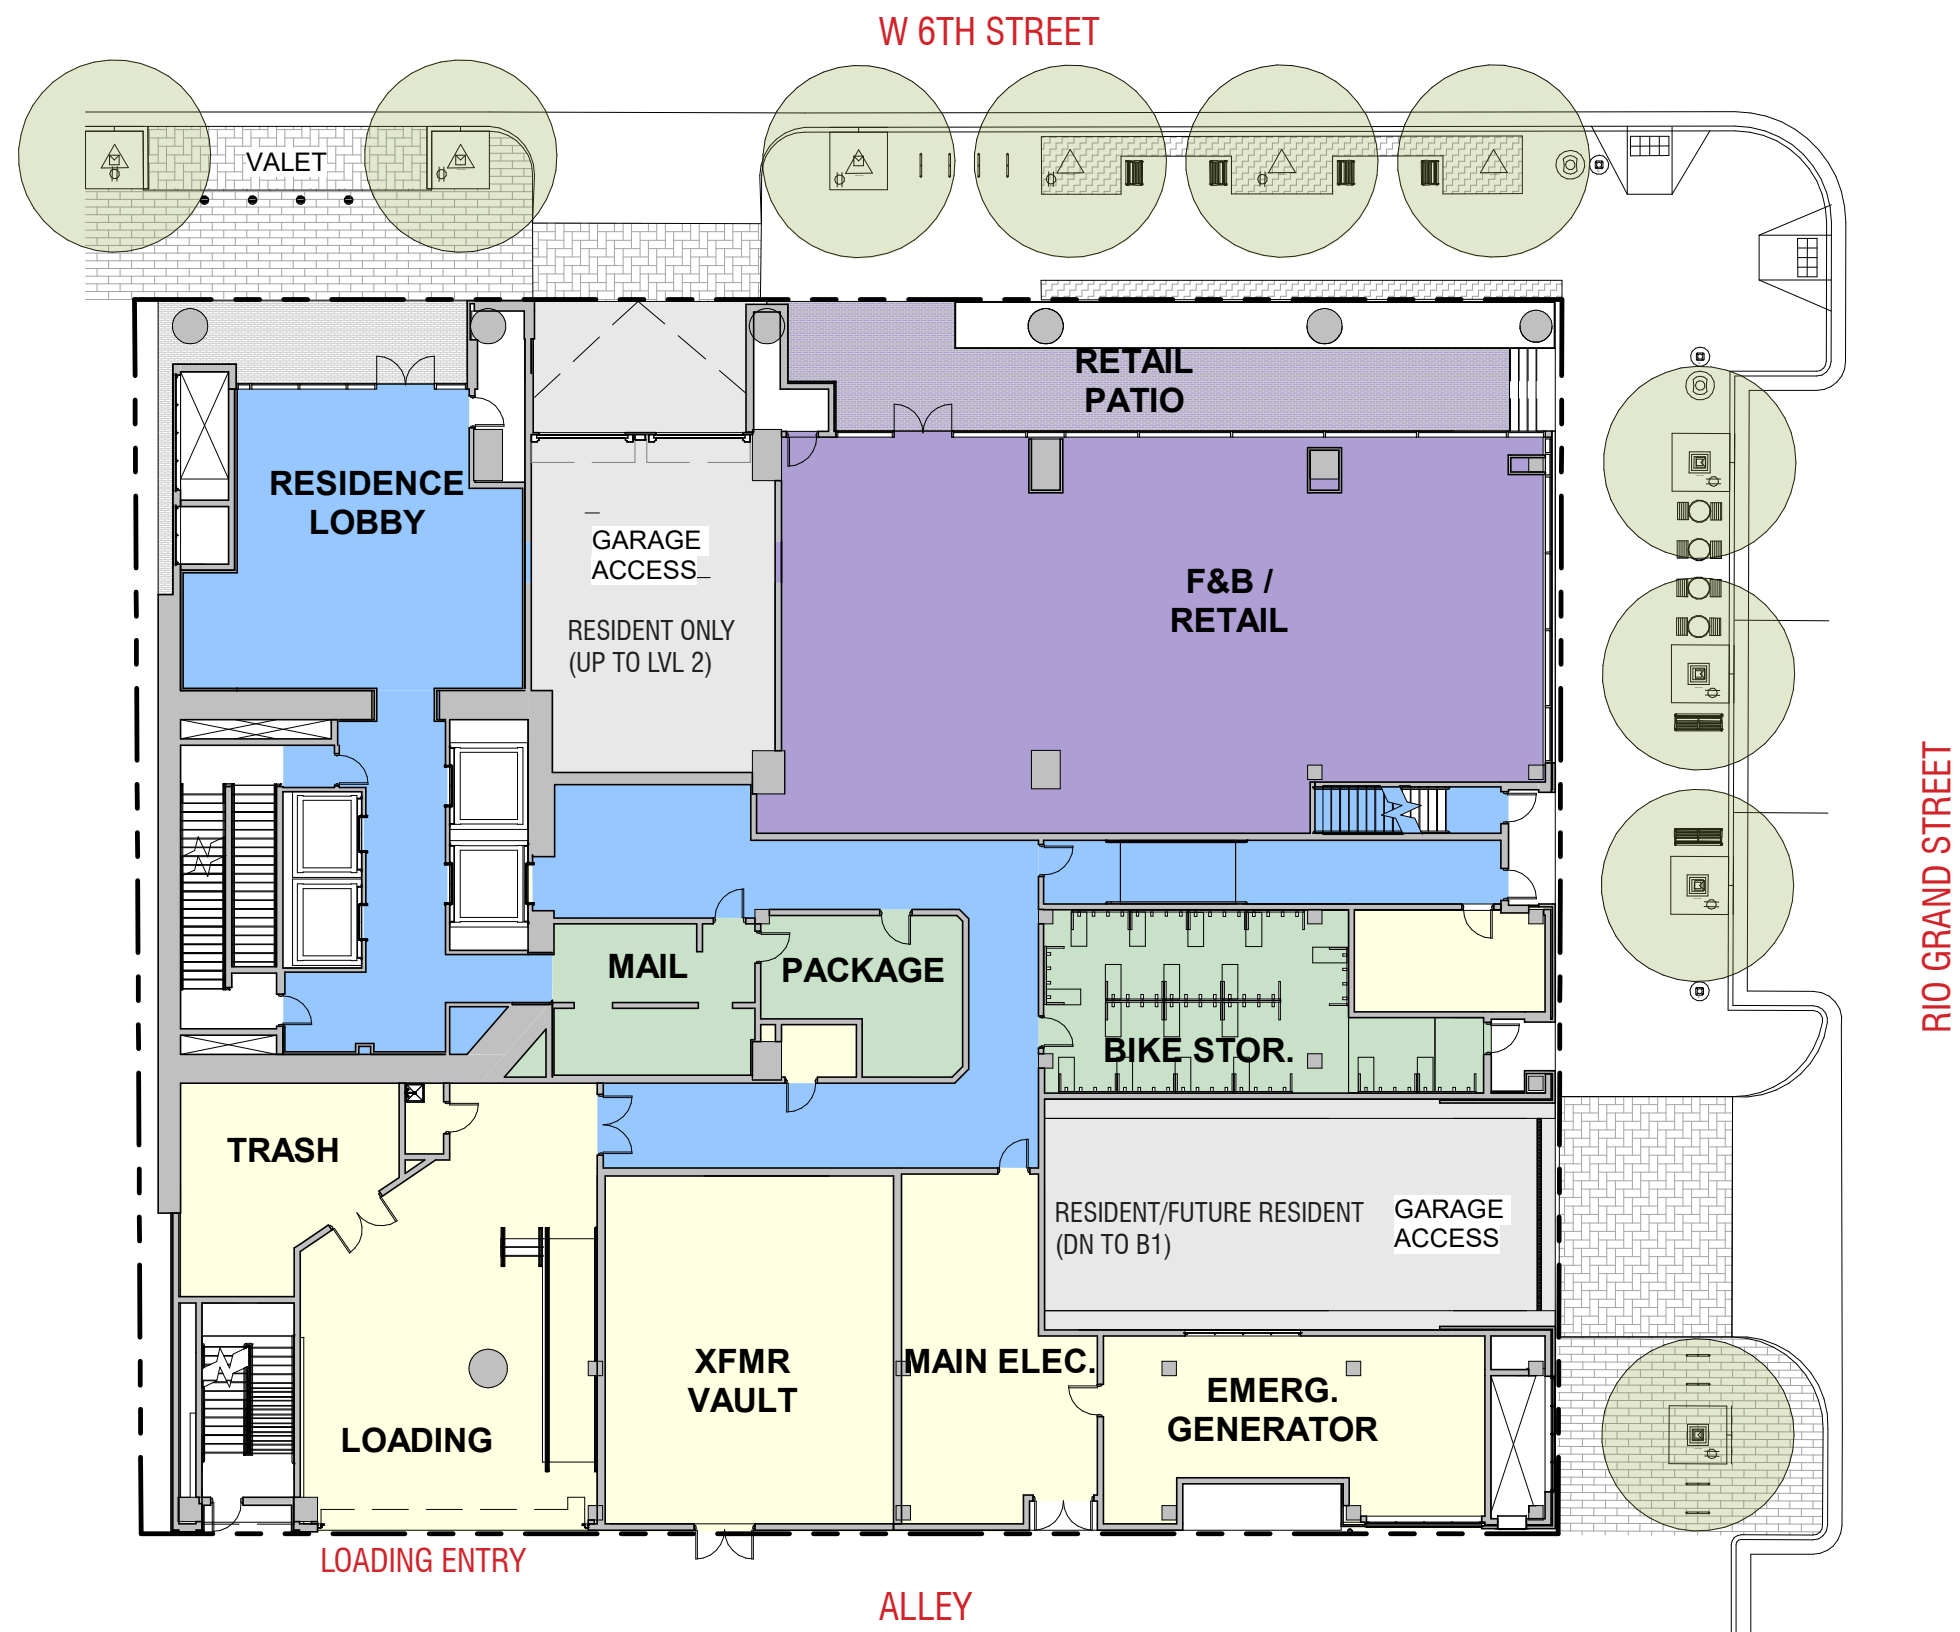 W 6TH STREET
VALET
RETAIL
PATIO
RESIDENCE
LOBBY
GARAGE
ACCESS
RESIDENT ONLY
(UP TO LVL 2)
F&B /
RETAIL
RIO GRAND STREET
MAIL
PACKAGE
BIKE STOR.
TRASH
RESIDENT/FUTURE RESIDENT
(DN TO B1)
GARAGE
ACCESS
XFMR
VAULT
MAIN ELEC.
EMERG.
GENERATOR
LOADING
LOADING ENTRY
ALLEY